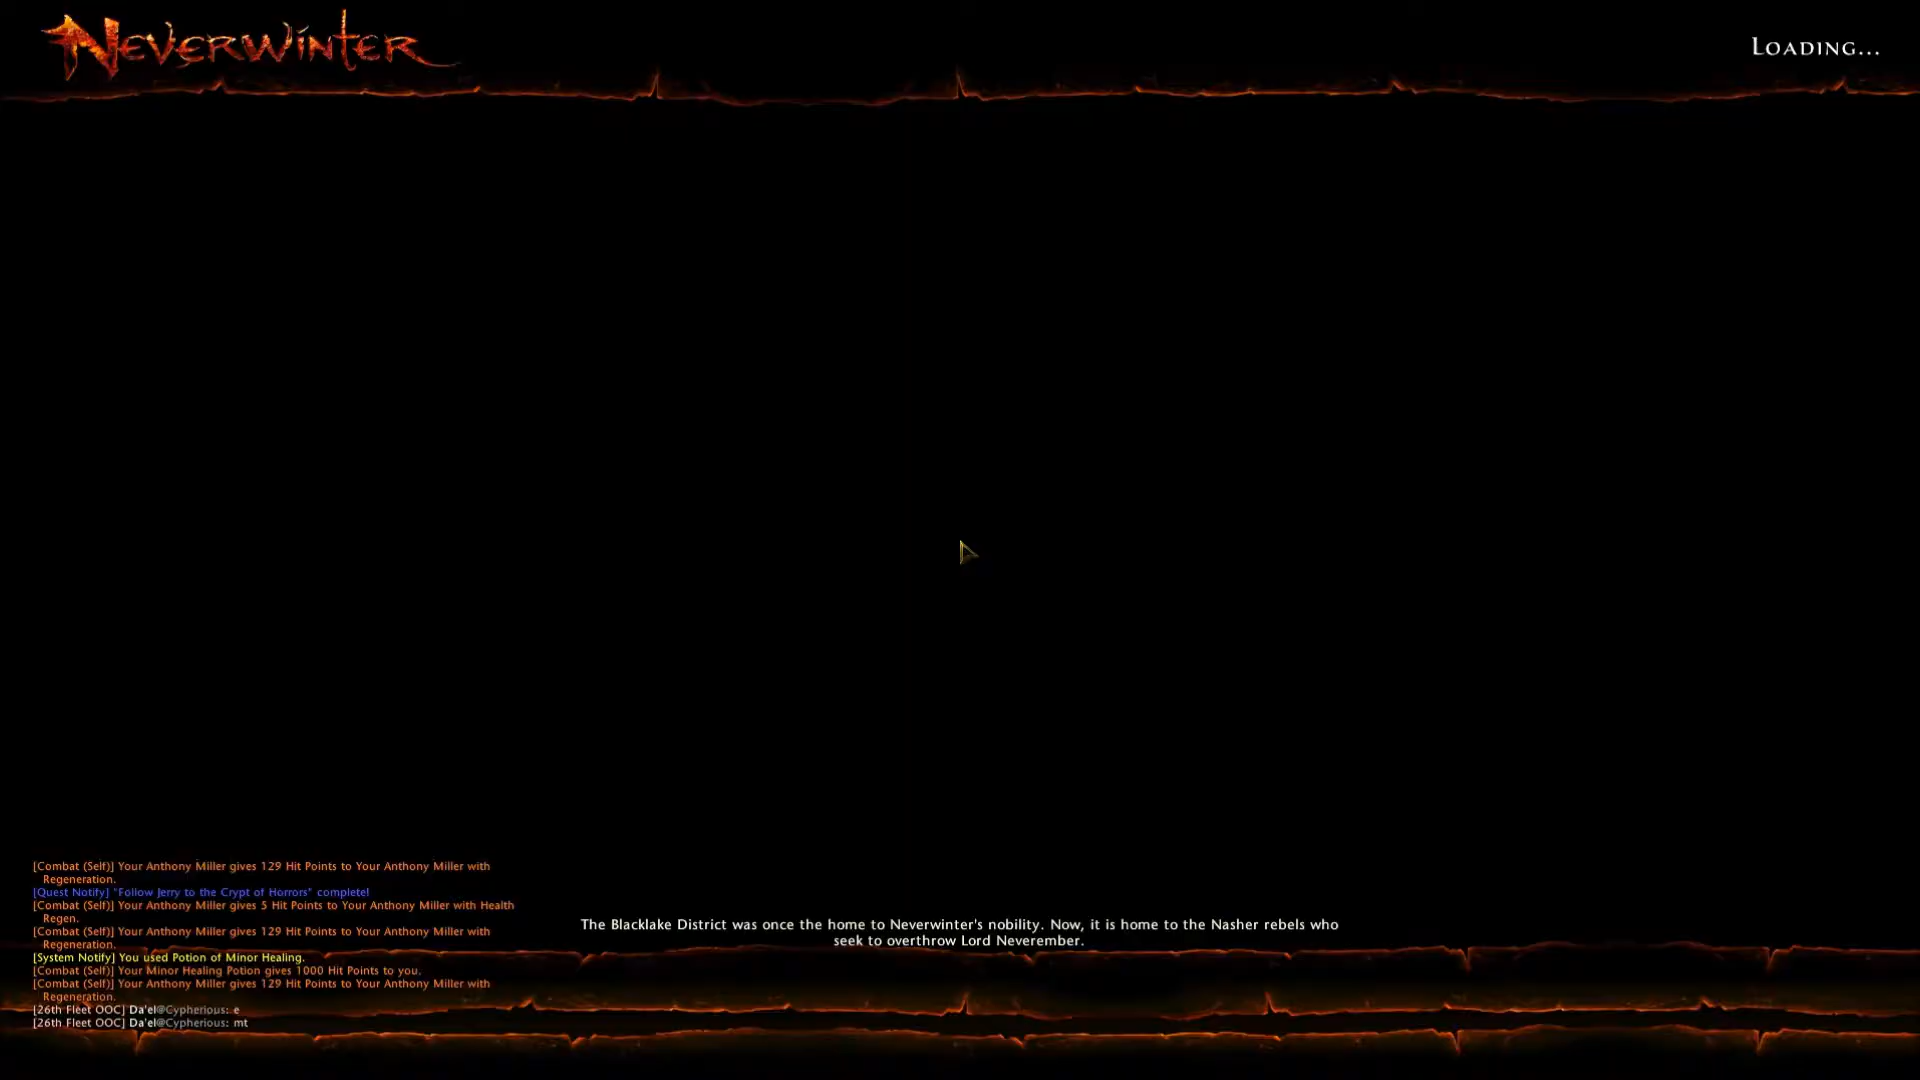 NEVERWINTER
LOADING...
[Combat (Self)] Your Anthony Miller gives 129 Hit Points to Your Anthony Miller with
Regeneration.
[Quest Notify] "Follow Jerry to the Crypt of Horrors" complete!
[Combat (Self)] Your Anthony Miller gives 5 Hit Points to Your Anthony Miller with Health
Regen.
[Combat (Self)] Your Anthony Miller gives 129 Hit Points to Your Anthony Miller with
Regeneration.
[System Notify] You used Potion of Minor Healing.
[Combat (Self)] Your Minor Healing Potion gives 1000 Hit Points to you.
[Combat (Self)] Your Anthony Miller gives 129 Hit Points to Your Anthony Miller with
Regeneration.
[26th Fleet OOC] Da'el@Cypherious: e
[26th Fleet OOC] Da'el@Cypherious: mt
The Blacklake District was once the home to Neverwinter's nobility. Now, it is home to the Nasher rebels who
seek to overthrow Lord Neverember.